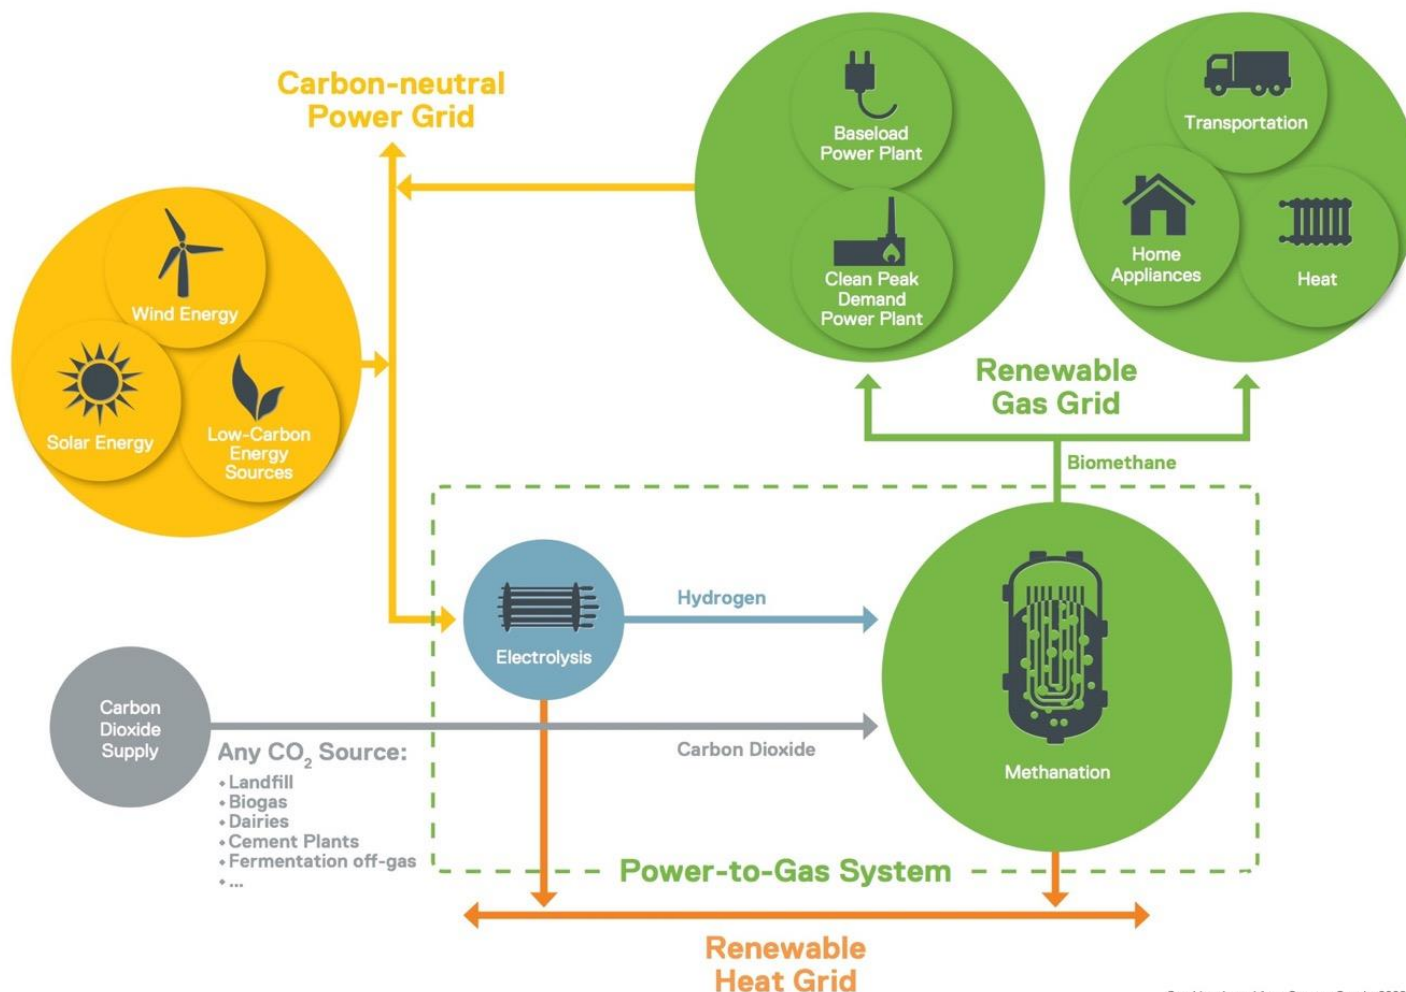 Carbon-neutral
Power Grid
Wind Energy
Solar Energy
Low-Carbon
Energy
Sources
Baseload
Power Plant
Clean Peak
Demand
Power Plant
Transportation
Home
Appliances
Heat
Renewable
Gas Grid
Biomethane
Electrolysis
Hydrogen
Methanation
Carbon
Dioxide
Supply
Any CO₂ Source:
◆ Landfill
◆ Biogas
◆ Dairies
◆ Cement Plants
◆ Fermentation off-gas
◆ ...
Carbon Dioxide
Power-to-Gas System
Renewable
Heat Grid